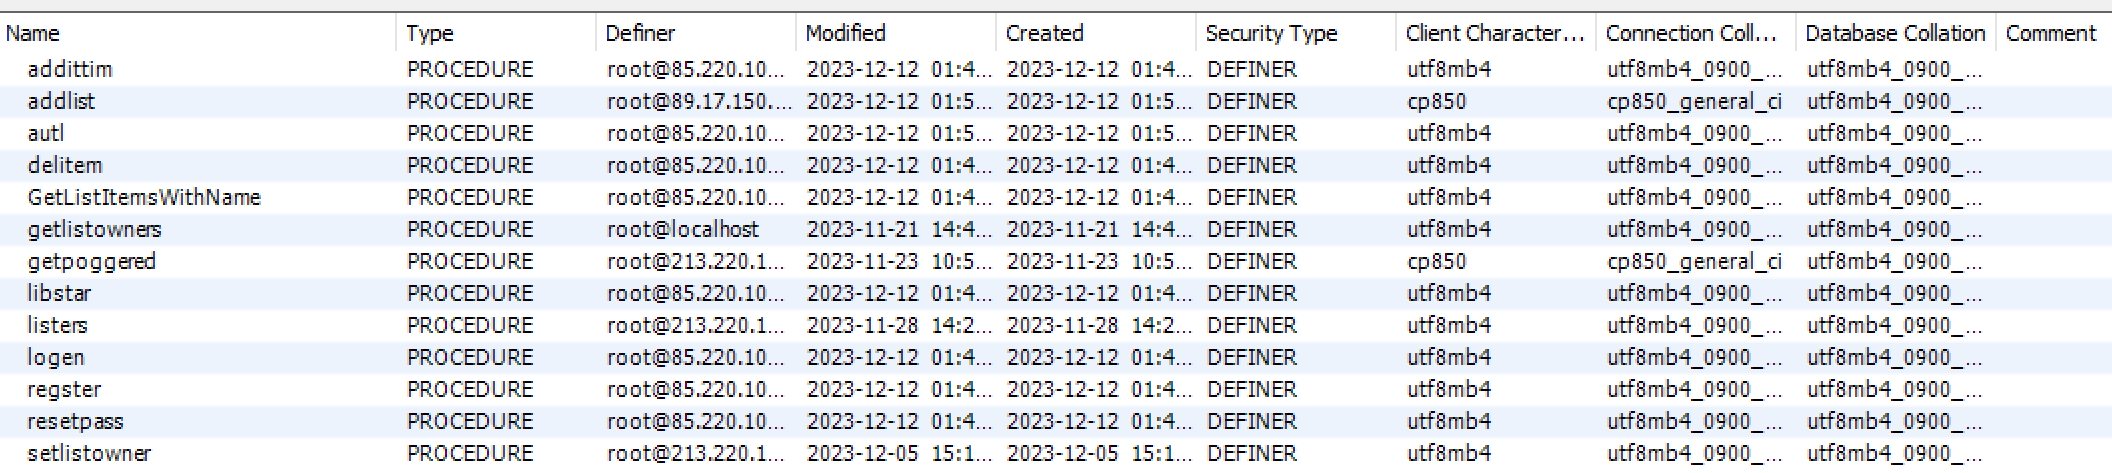 Name Type Definer Modified Created Security Type Client Character... Connection Coll... Database Collation Comment
addittim PROCEDURE root@85.220.10... 2023-12-12 01:4... 2023-12-12 01:4... DEFINER utf8mb4 utf8mb4_0900_... utf8mb4_0900_...
addlist PROCEDURE root@89.17.150.... 2023-12-12 01:5... 2023-12-12 01:5... DEFINER cp850 cp850_general_ci utf8mb4_0900_...
autl PROCEDURE root@85.220.10... 2023-12-12 01:5... 2023-12-12 01:5... DEFINER utf8mb4 utf8mb4_0900_... utf8mb4_0900_...
delitem PROCEDURE root@85.220.10... 2023-12-12 01:4... 2023-12-12 01:4... DEFINER utf8mb4 utf8mb4_0900_... utf8mb4_0900_...
GetListItemsWithName PROCEDURE root@85.220.10... 2023-12-12 01:4... 2023-12-12 01:4... DEFINER utf8mb4 utf8mb4_0900_... utf8mb4_0900_...
getlistowners PROCEDURE root@localhost 2023-11-21 14:4... 2023-11-21 14:4... DEFINER utf8mb4 utf8mb4_0900_... utf8mb4_0900_...
getpoggered PROCEDURE root@213.220.1... 2023-11-23 10:5... 2023-11-23 10:5... DEFINER cp850 cp850_general_ci utf8mb4_0900_...
libstar PROCEDURE root@85.220.10... 2023-12-12 01:4... 2023-12-12 01:4... DEFINER utf8mb4 utf8mb4_0900_... utf8mb4_0900_...
listers PROCEDURE root@213.220.1... 2023-11-28 14:2... 2023-11-28 14:2... DEFINER utf8mb4 utf8mb4_0900_... utf8mb4_0900_...
logen PROCEDURE root@85.220.10... 2023-12-12 01:4... 2023-12-12 01:4... DEFINER utf8mb4 utf8mb4_0900_... utf8mb4_0900_...
regster PROCEDURE root@85.220.10... 2023-12-12 01:4... 2023-12-12 01:4... DEFINER utf8mb4 utf8mb4_0900_... utf8mb4_0900_...
resetpass PROCEDURE root@85.220.10... 2023-12-12 01:4... 2023-12-12 01:4... DEFINER utf8mb4 utf8mb4_0900_... utf8mb4_0900_...
setlistowner PROCEDURE root@213.220.1... 2023-12-05 15:1... 2023-12-05 15:1... DEFINER utf8mb4 utf8mb4_0900_... utf8mb4_0900_...